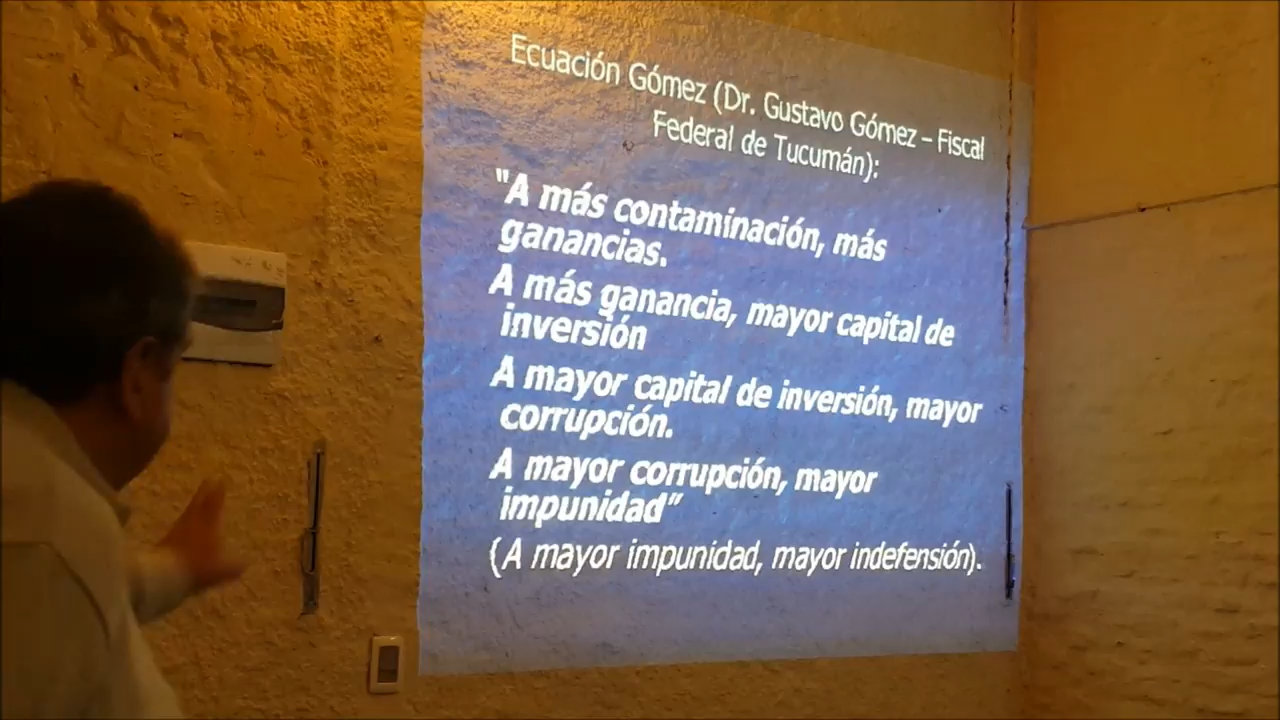 Ecuación Gómez (Dr. Gustavo Gómez – Fiscal
Federal de Tucumán):
"A más contaminación, más
ganancias.
A más ganancia, mayor capital de
inversión
A mayor capital de inversión, mayor
corrupción.
A mayor corrupción, mayor
impunidad"
(A mayor impunidad, mayor indefensión).